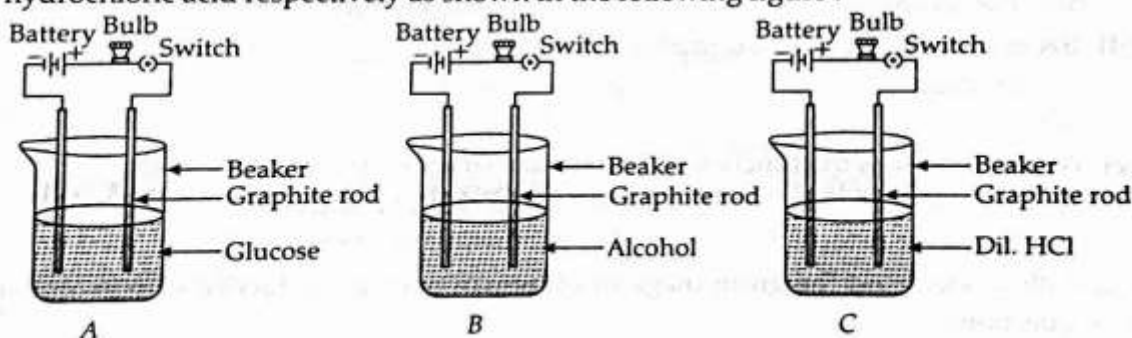 hydrochloric acid respectively as shown in the following figure.
Battery Bulb Switch
Battery Bulb Switch
Battery Bulb Switch
− + − + − +
Beaker Beaker Beaker
Graphite rod Graphite rod Graphite rod
Glucose Alcohol Dil. HCl
A B C